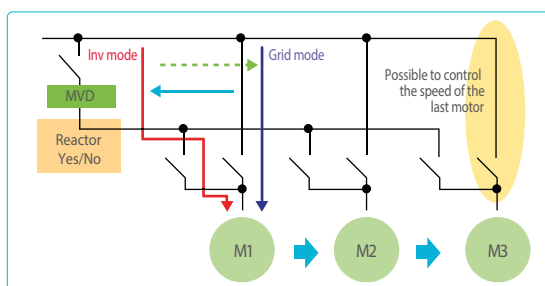 Inv mode
Grid mode
MVD
Reactor
Yes/No
Possible to control
the speed of the
last motor
M1
M2
M3